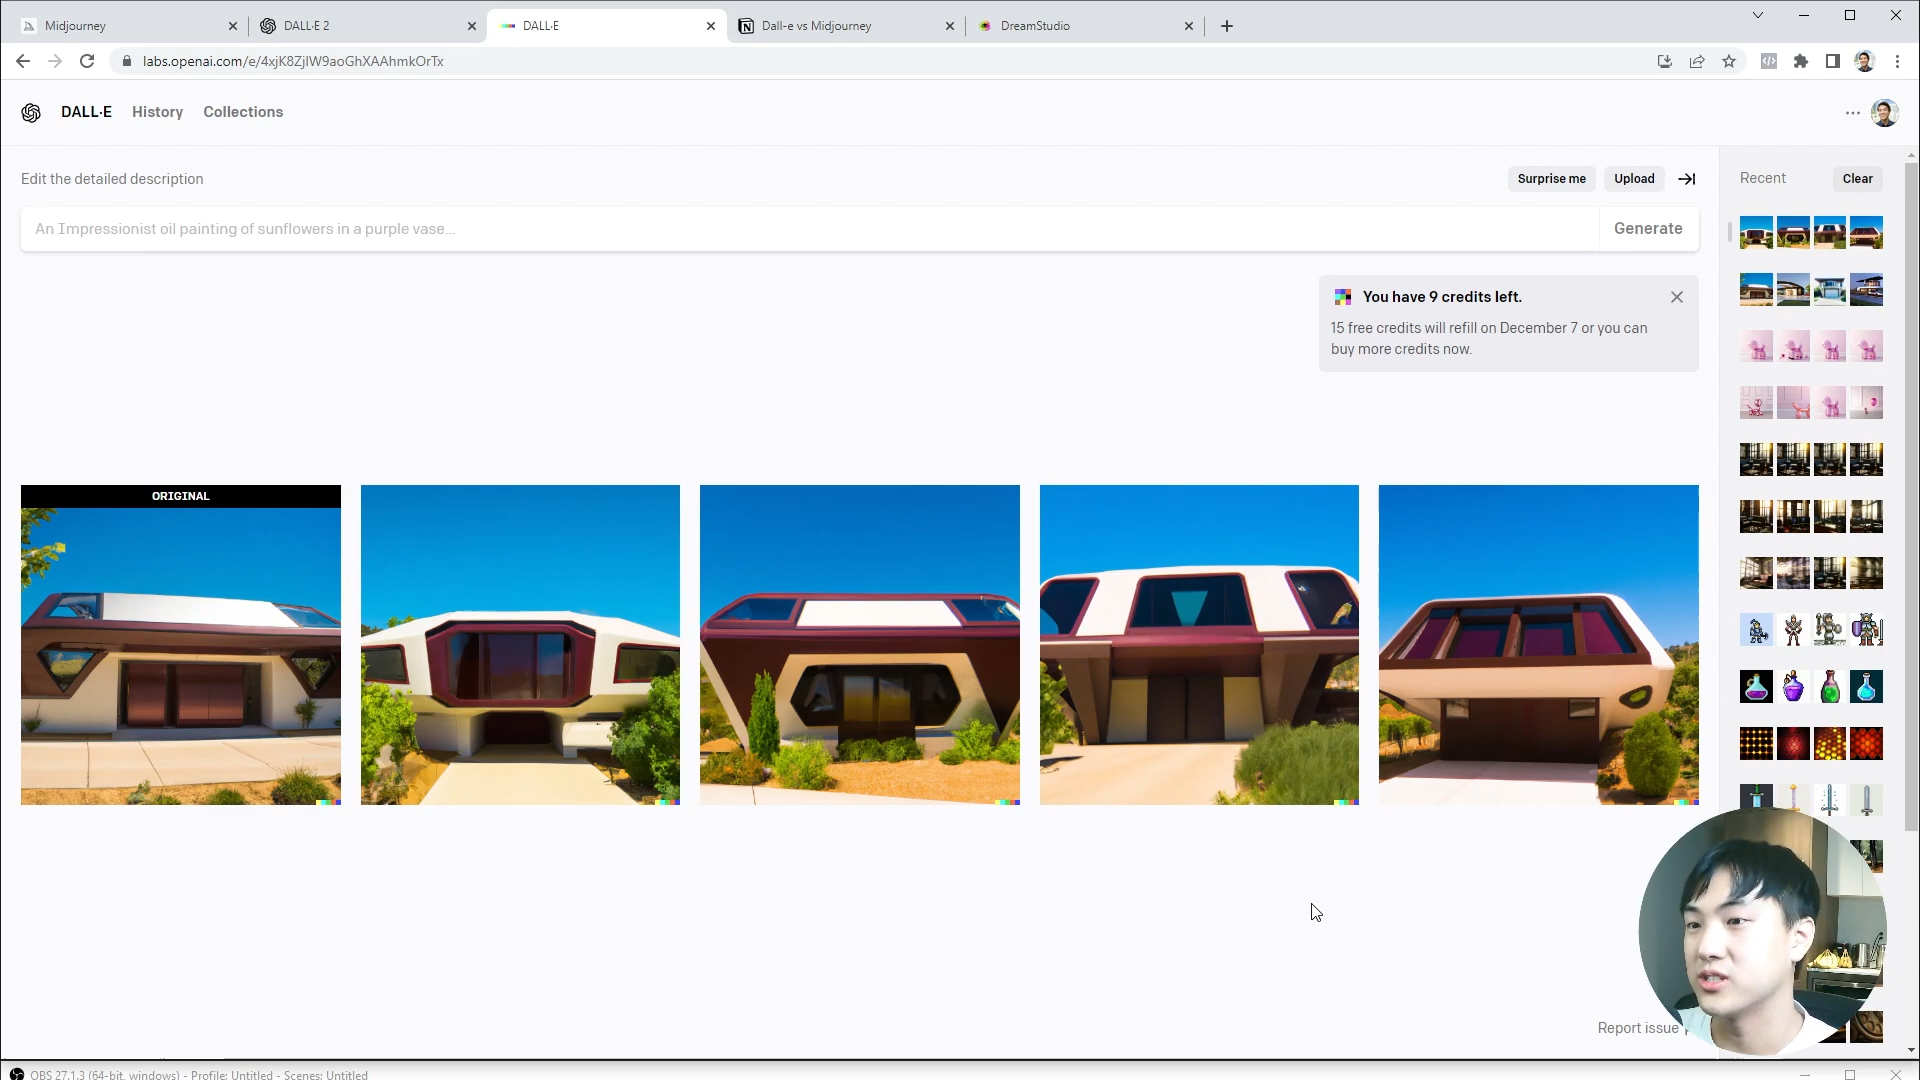 Midjourney
DALL·E 2
DALL·E
Dall-e vs Midjourney
DreamStudio
labs.openai.com/e/4xjK8ZjlW9aoGhXAAhmkOrTx
DALL·E
History
Collections
Edit the detailed description
Surprise me
Upload
Recent
Clear
An Impressionist oil painting of sunflowers in a purple vase...
Generate
You have 9 credits left.
15 free credits will refill on December 7 or you can
buy more credits now.
ORIGINAL
Report issue
OBS 27.1.3 (64-bit, windows) - Profile: Untitled - Scenes: Untitled